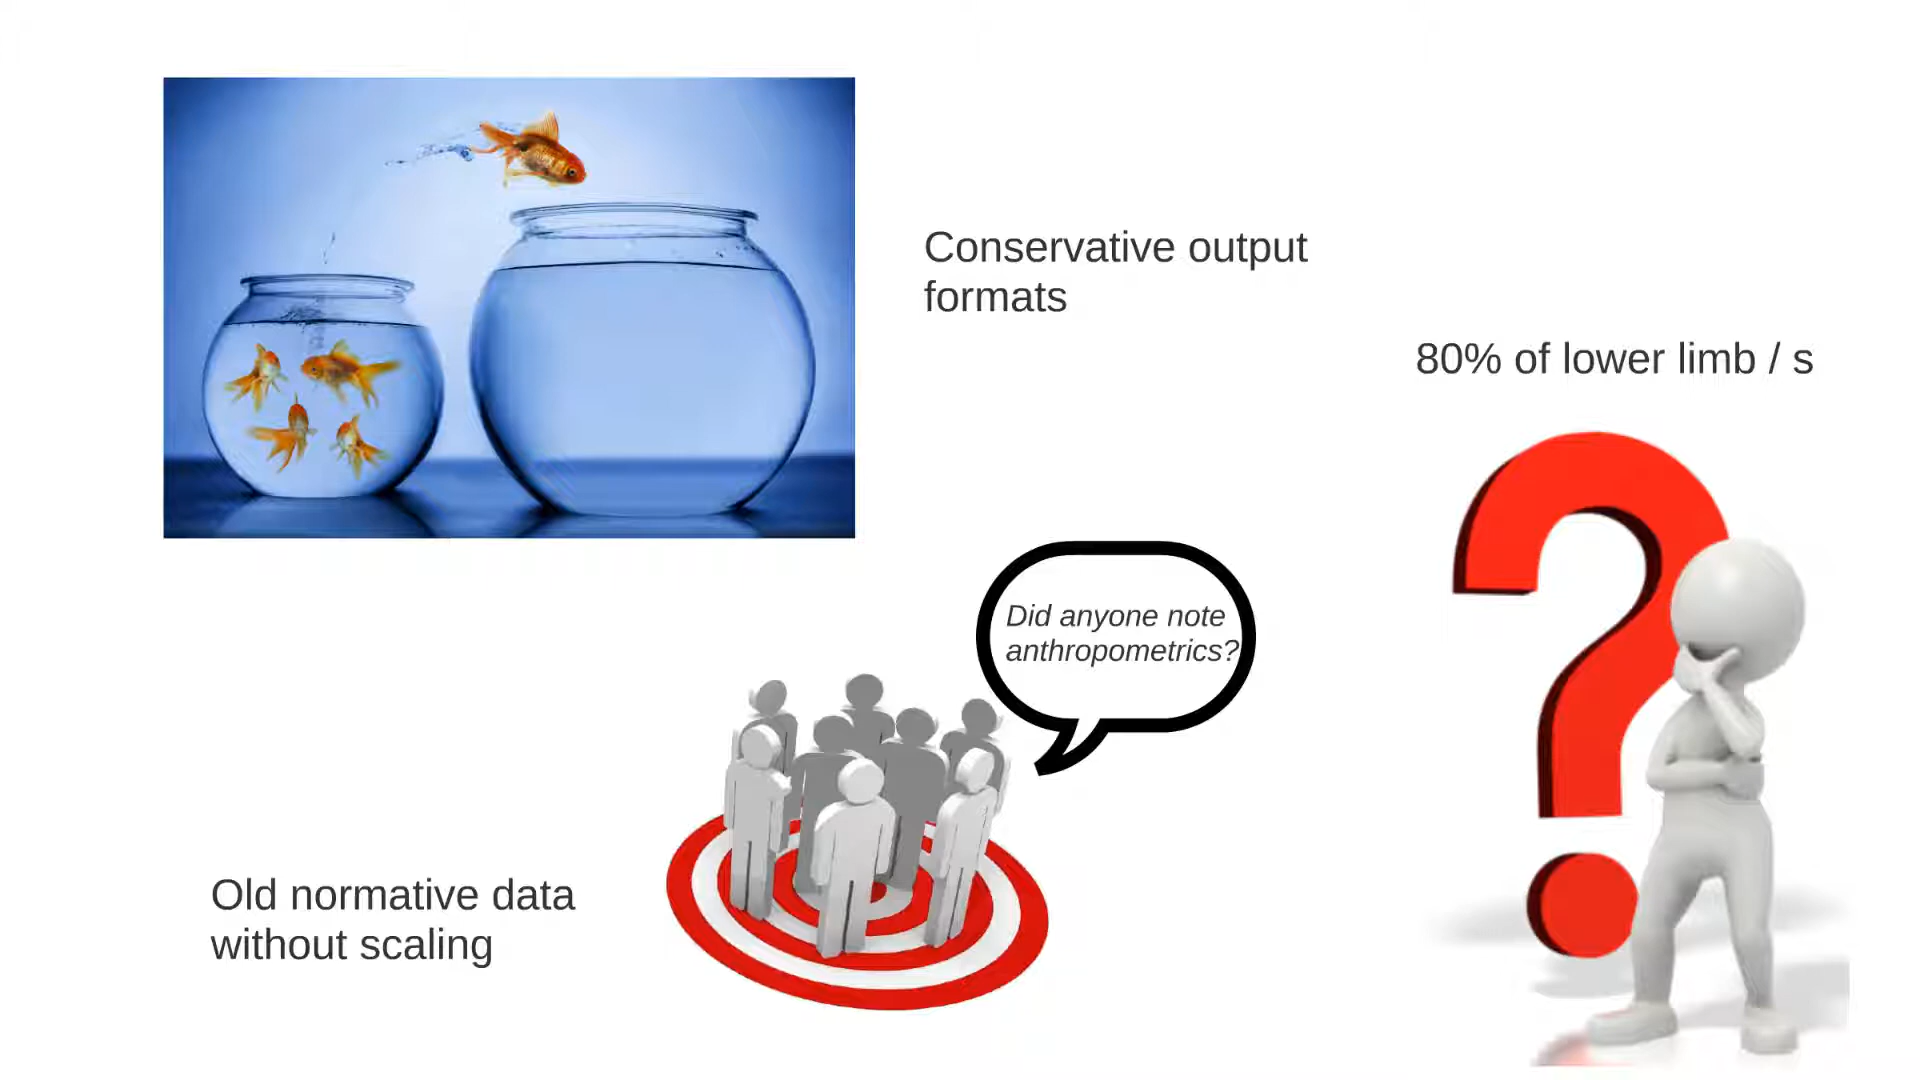 Conservative output
formats
80% of lower limb / s
Did anyone note
anthropometrics?
Old normative data
without scaling